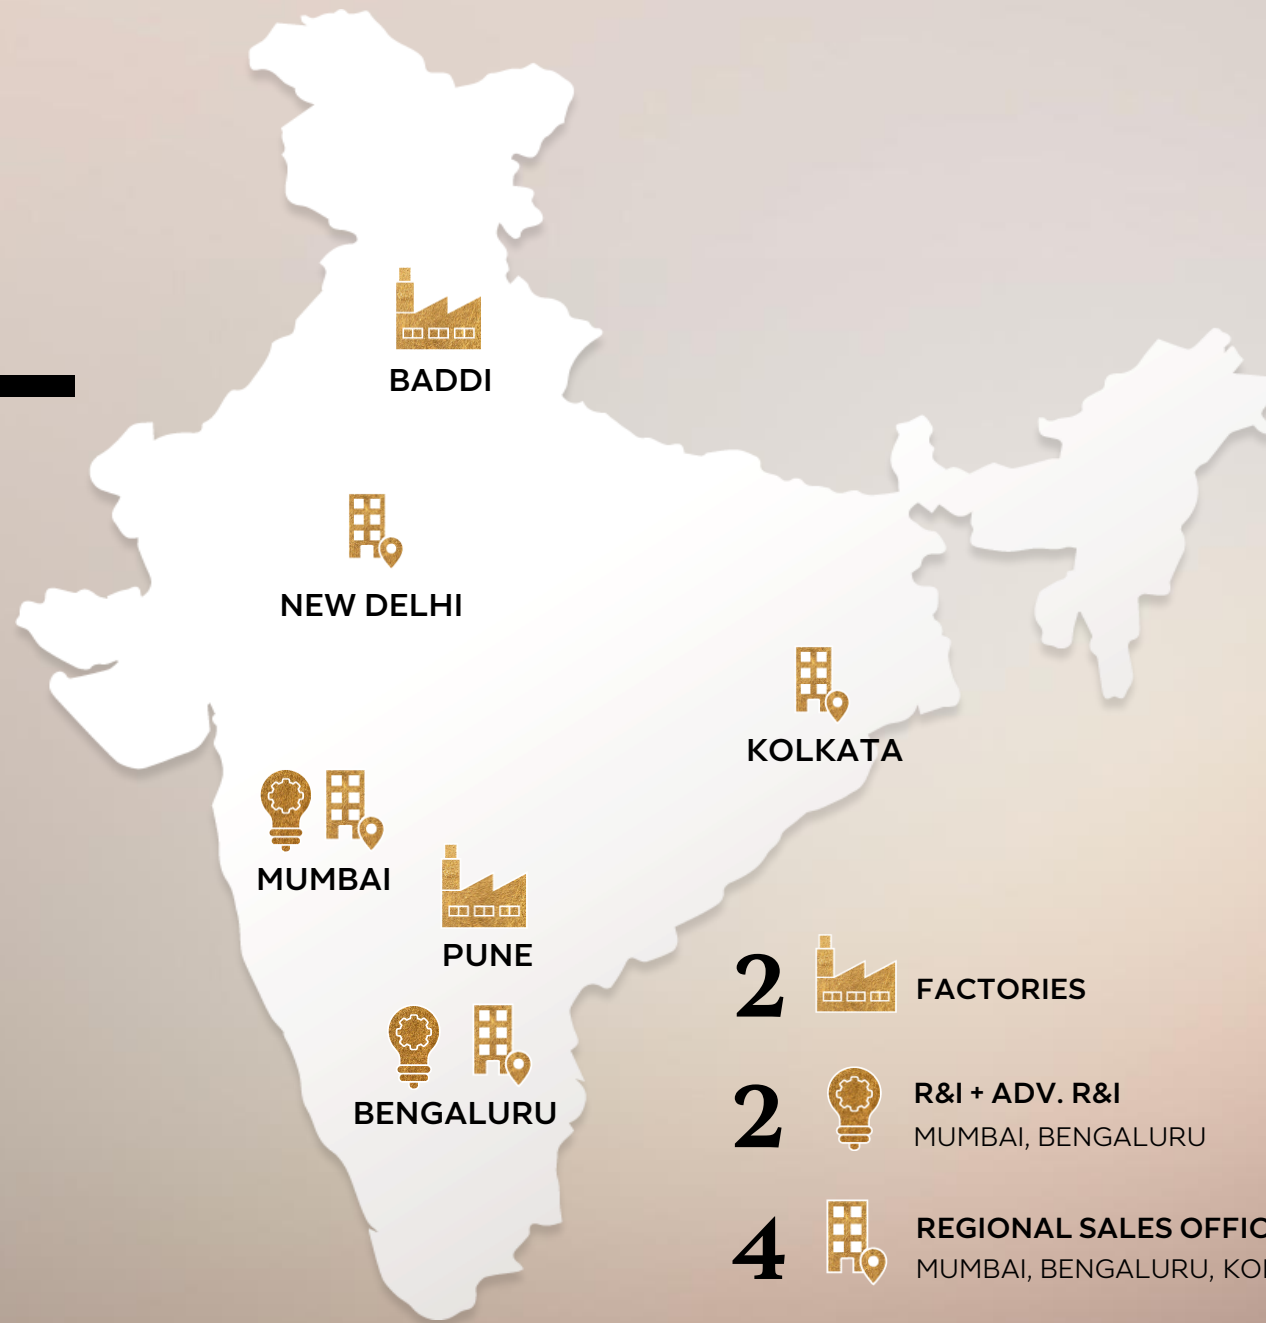 BADDI
NEW DELHI
KOLKATA
MUMBAI
PUNE
BENGALURU
2 FACTORIES
2 R&I + ADV. R&I
MUMBAI, BENGALURU
4 REGIONAL SALES OFFIC
MUMBAI, BENGALURU, KOL